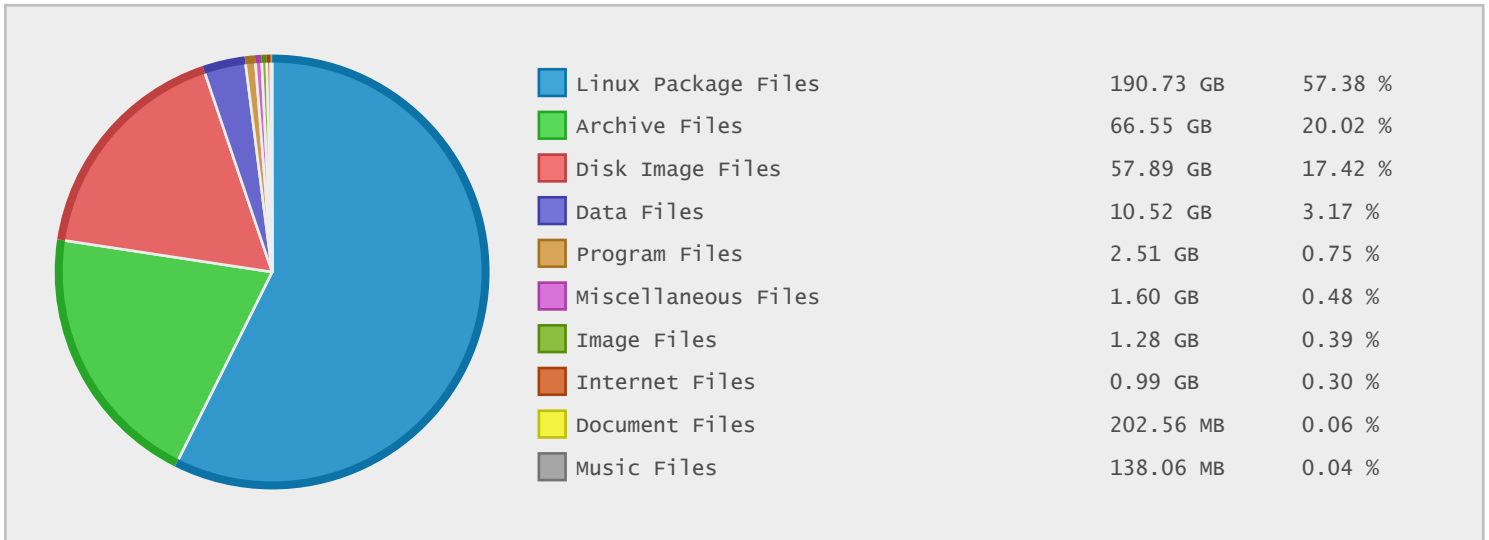 Linux Package Files 190.73 GB 57.38 %
Archive Files 66.55 GB 20.02 %
Disk Image Files 57.89 GB 17.42 %
Data Files 10.52 GB 3.17 %
Program Files 2.51 GB 0.75 %
Miscellaneous Files 1.60 GB 0.48 %
Image Files 1.28 GB 0.39 %
Internet Files 0.99 GB 0.30 %
Document Files 202.56 MB 0.06 %
Music Files 138.06 MB 0.04 %